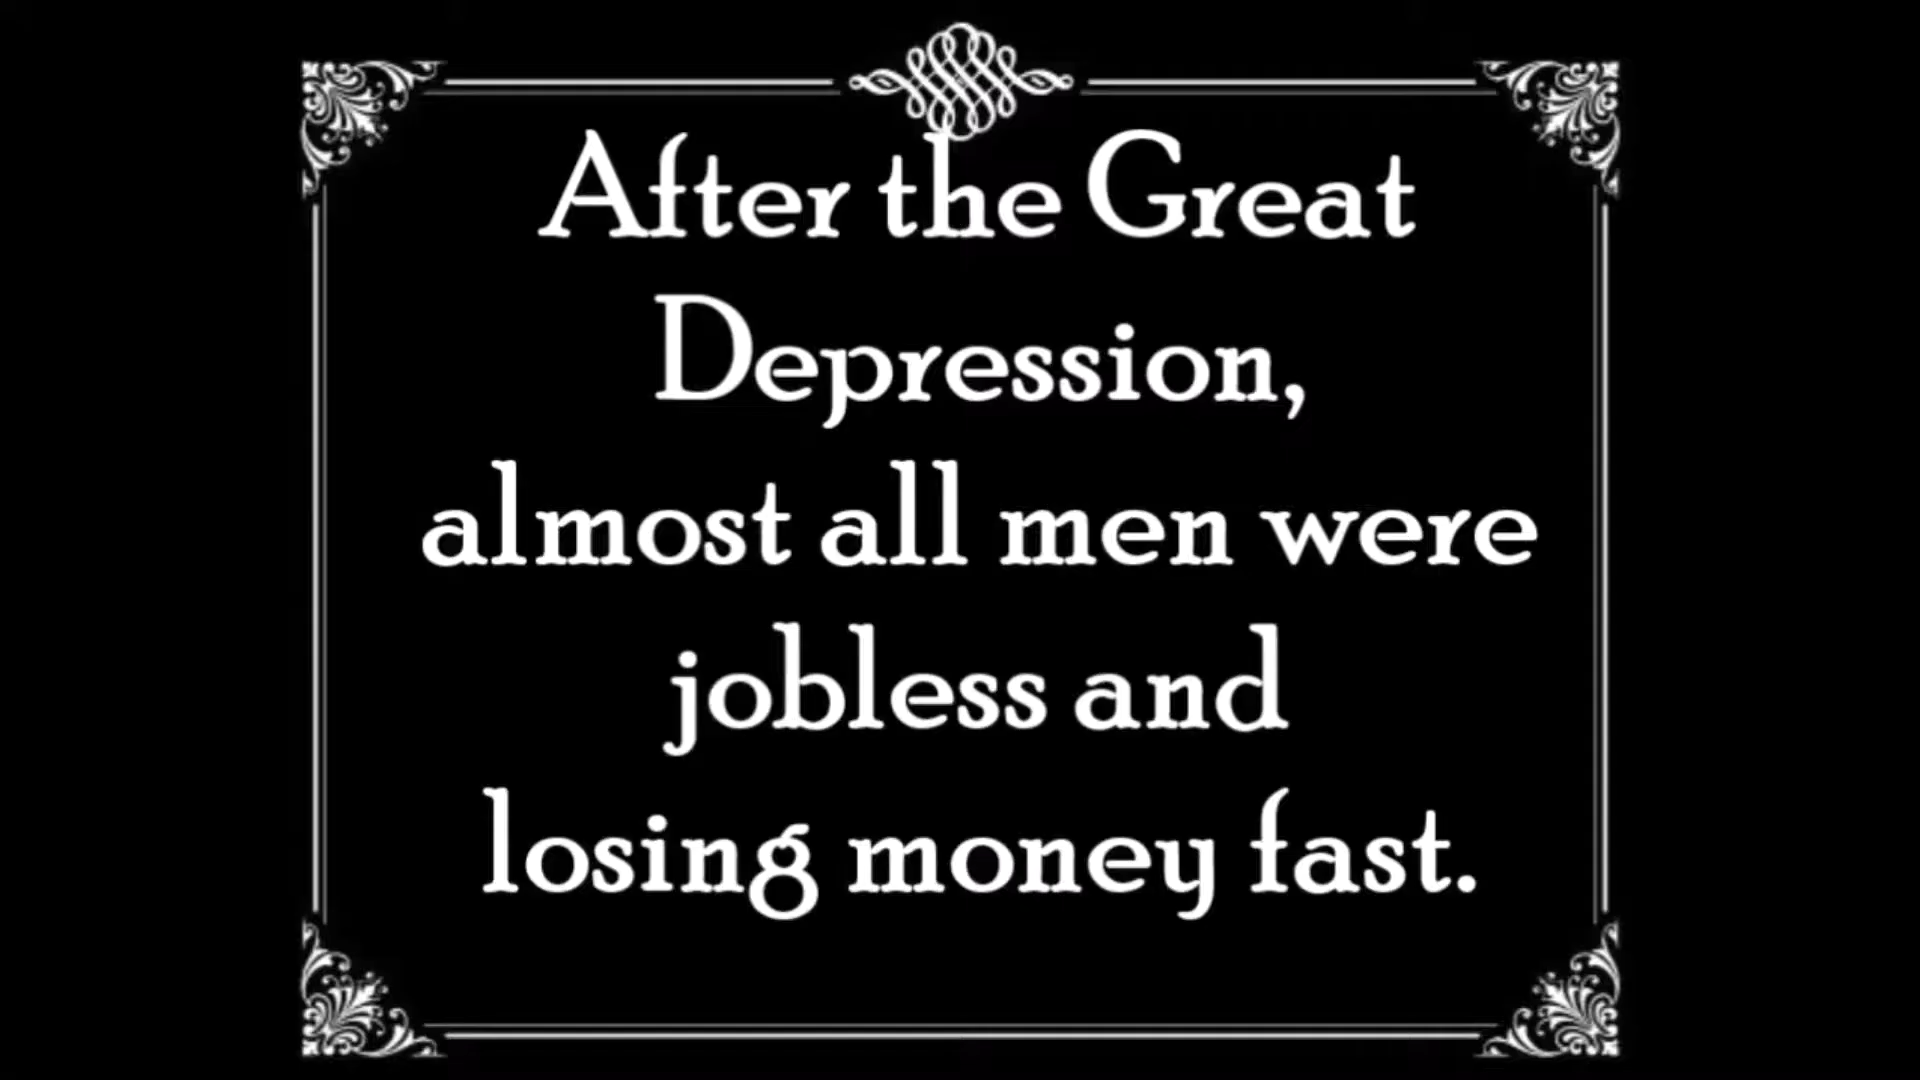 After the Great
Depression,
almost all men were
jobless and
losing money fast.